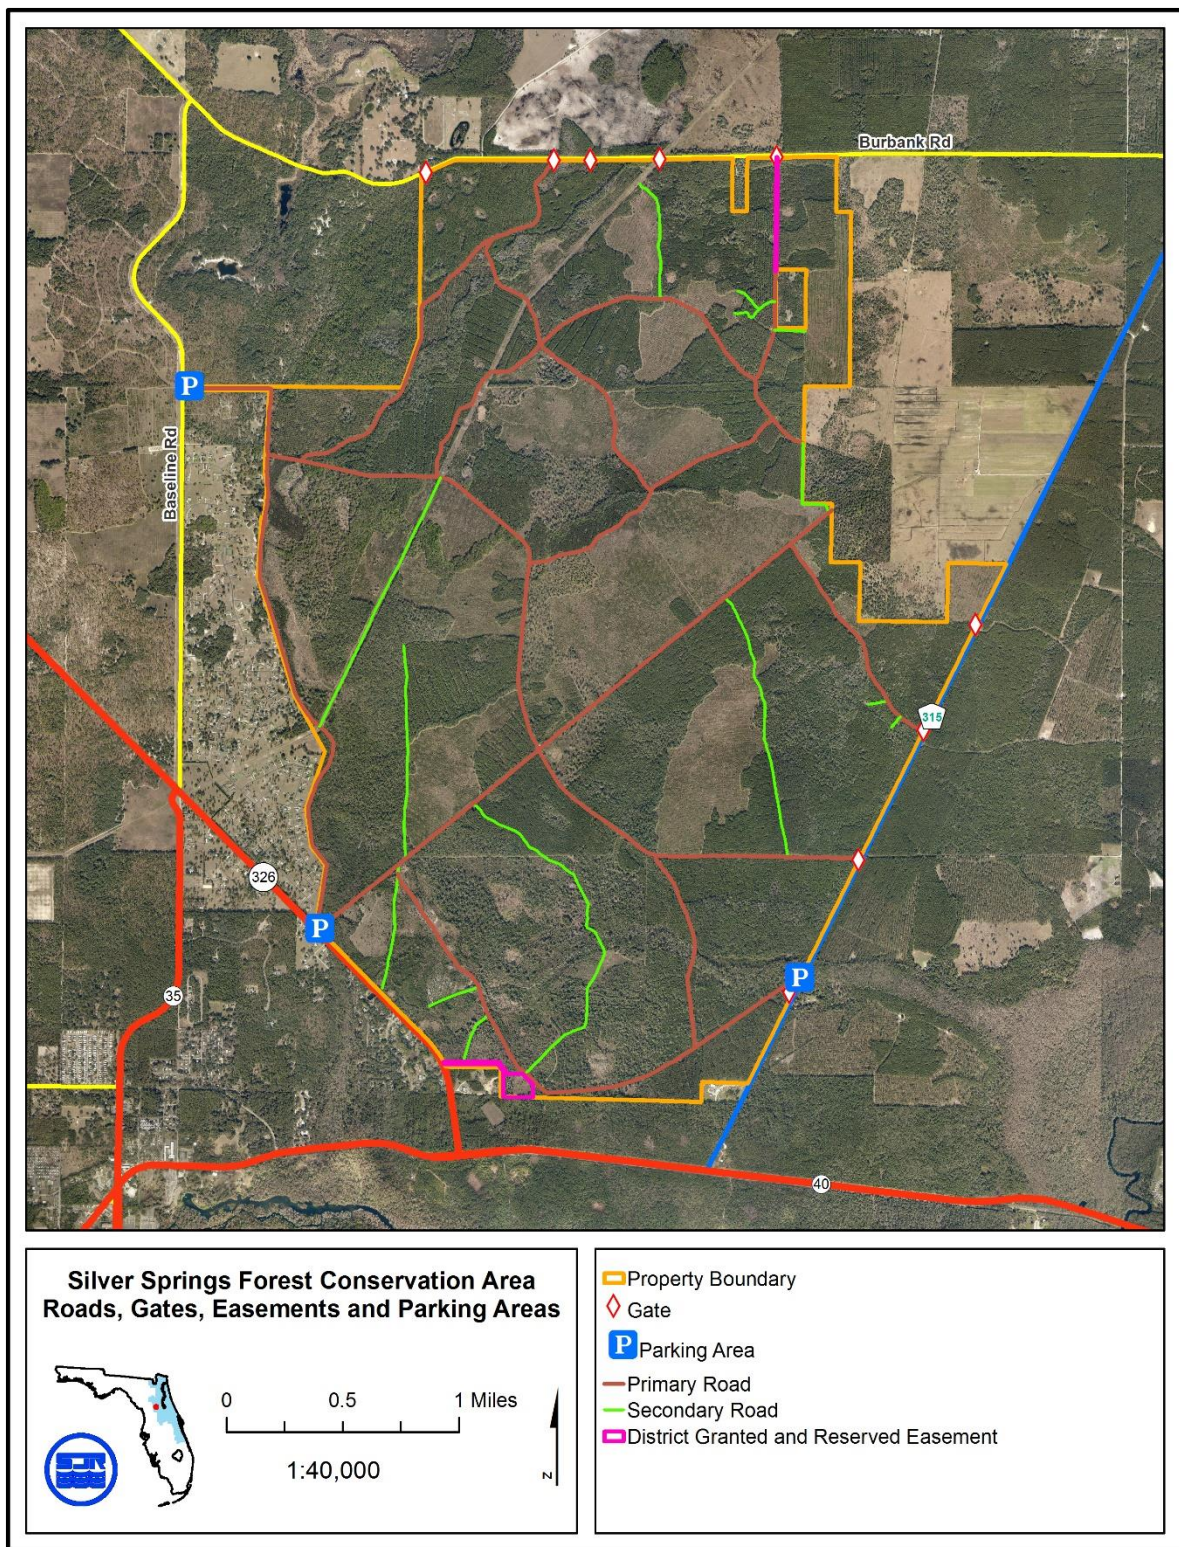 Burbank Rd
P
Baseline Rd
315
326
P
P
35
40
Silver Springs Forest Conservation Area
Roads, Gates, Easements and Parking Areas
0 0.5 1 Miles
1:40,000
N
SJR
Property Boundary
Gate
P Parking Area
Primary Road
Secondary Road
District Granted and Reserved Easement